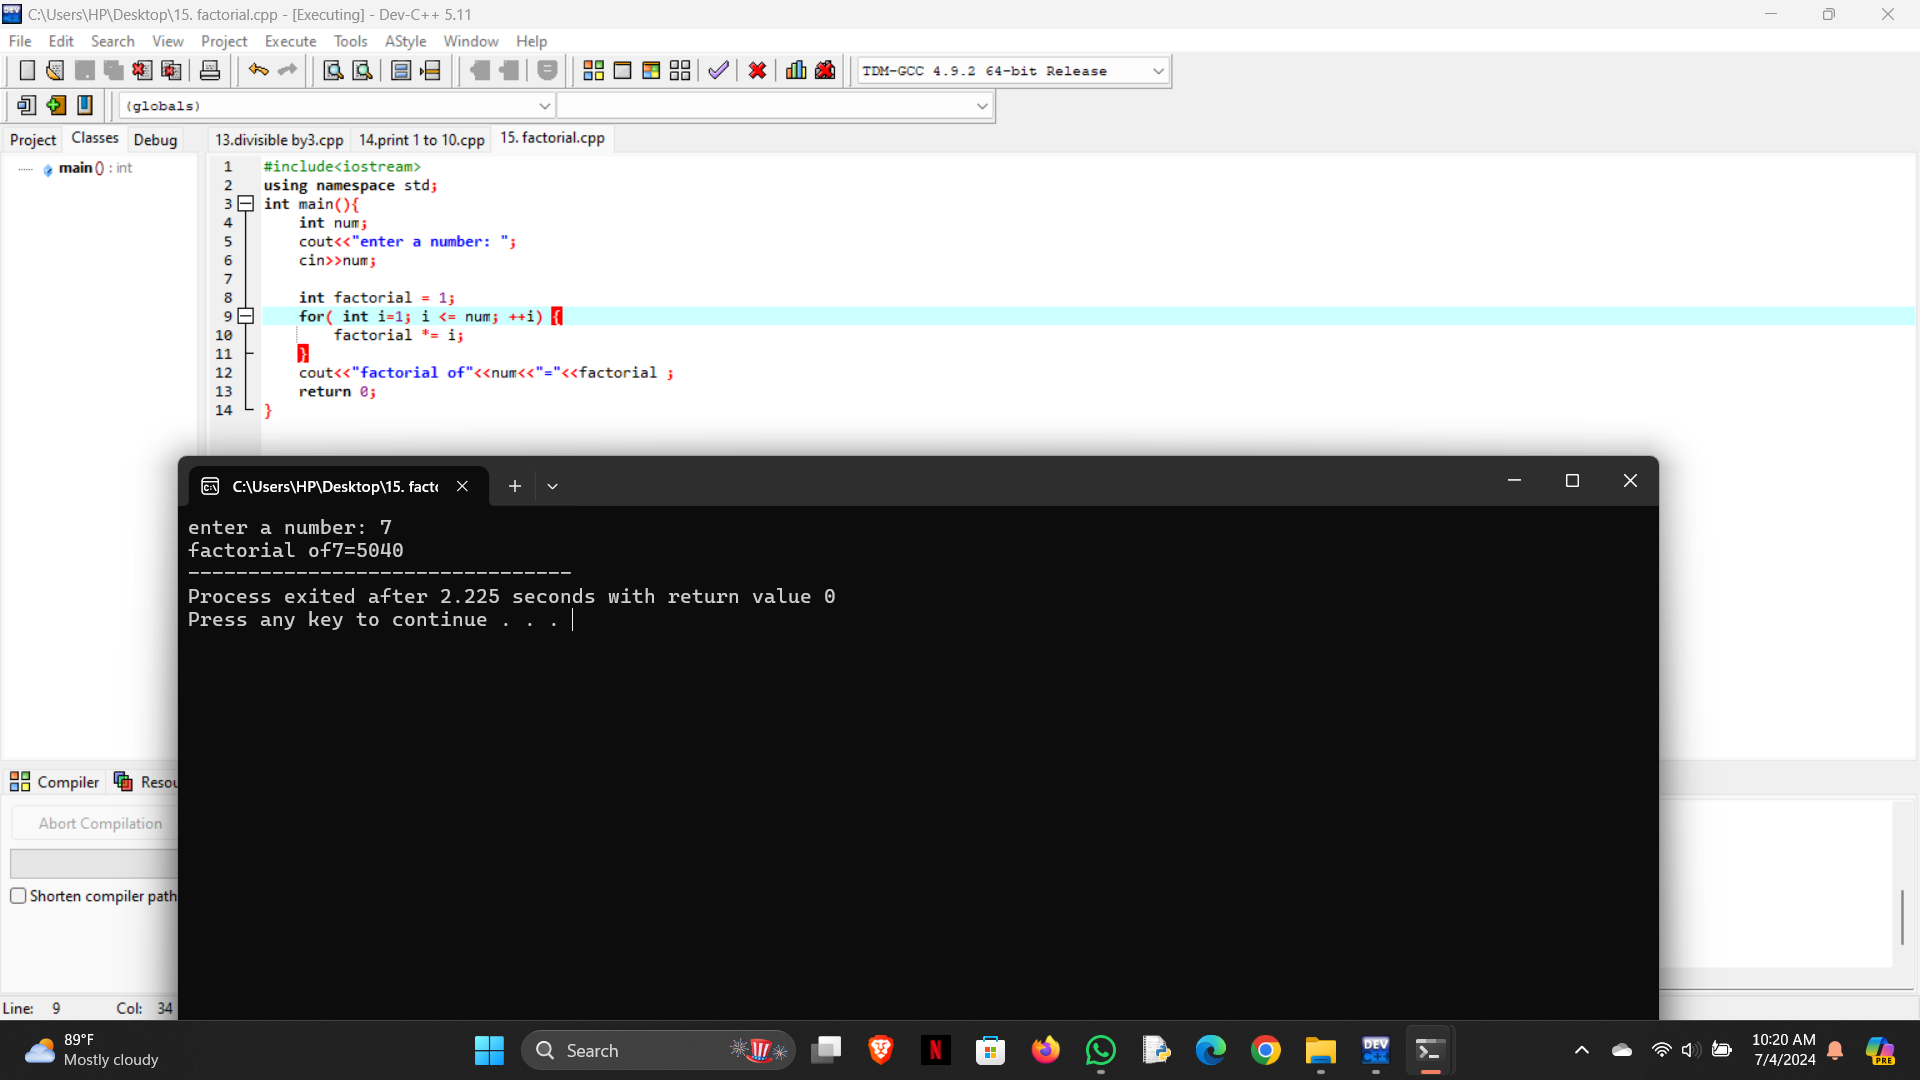 C:\Users\HP\Desktop\15. factorial.cpp - [Executing] - Dev-C++ 5.11
File Edit Search View Project Execute Tools AStyle Window Help
TDM-GCC 4.9.2 64-bit Release
(globals)
Project Classes Debug
13.divisible by3.cpp 14.print 1 to 10.cpp 15. factorial.cpp
main () : int
1 #include<iostream>
2 using namespace std;
3 int main(){
4 int num;
5 cout<<"enter a number: ";
6 cin>>num;
7
8 int factorial = 1;
9 for( int i=1; i <= num; ++i) {
10 factorial *= i;
11 }
12 cout<<"factorial of"<<num<<"="<<factorial ;
13 return 0;
14 }
C:\Users\HP\Desktop\15. facto
enter a number: 7
factorial of7=5040
--------------------------------
Process exited after 2.225 seconds with return value 0
Press any key to continue . . .
Compiler Resou
Abort Compilation
Shorten compiler path
Line: 9 Col: 34
89°F
Mostly cloudy
Search
DEV
C++
PRE
10:20 AM
7/4/2024